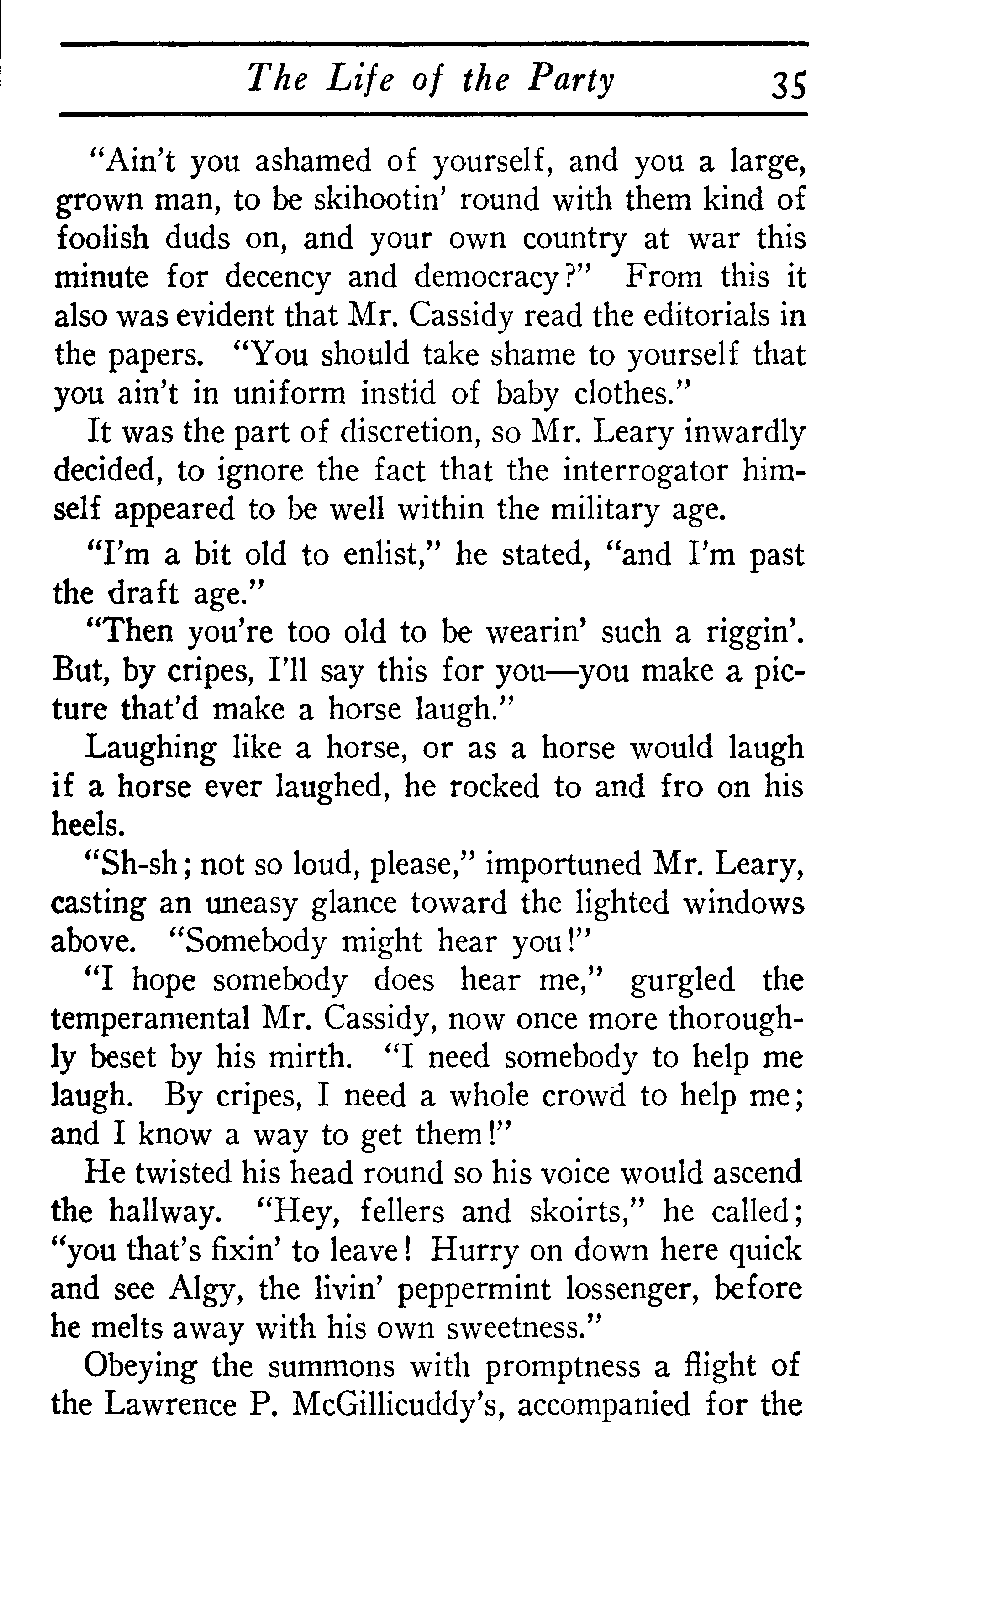 The Life of the Party 35
"Ain't you ashamed of yourself, and you a large,
grown man, to be skihootin' round with them kind of
foolish duds on, and your own country at war this
minute for decency and democracy?" From this it
also was evident that Mr. Cassidy read the editorials in
the papers. "You should take shame to yourself that
you ain't in uniform instid of baby clothes."
It was the part of discretion, so Mr. Leary inwardly
decided, to ignore the fact that the interrogator him-
self appeared to be well within the military age.
"I'm a bit old to enlist," he stated, "and I'm past
the draft age."
"Then you're too old to be wearin' such a riggin'.
But, by cripes, I'll say this for you—you make a pic-
ture that'd make a horse laugh."
Laughing like a horse, or as a horse would laugh
if a horse ever laughed, he rocked to and fro on his
heels.
"Sh-sh; not so loud, please," importuned Mr. Leary,
casting an uneasy glance toward the lighted windows
above. "Somebody might hear you!"
"I hope somebody does hear me," gurgled the
temperamental Mr. Cassidy, now once more thorough-
ly beset by his mirth. "I need somebody to help me
laugh. By cripes, I need a whole crowd to help me;
and I know a way to get them!"
He twisted his head round so his voice would ascend
the hallway. "Hey, fellers and skoirts," he called;
"you that's fixin' to leave! Hurry on down here quick
and see Algy, the livin' peppermint lossenger, before
he melts away with his own sweetness."
Obeying the summons with promptness a flight of
the Lawrence P. McGillicuddy's, accompanied for the